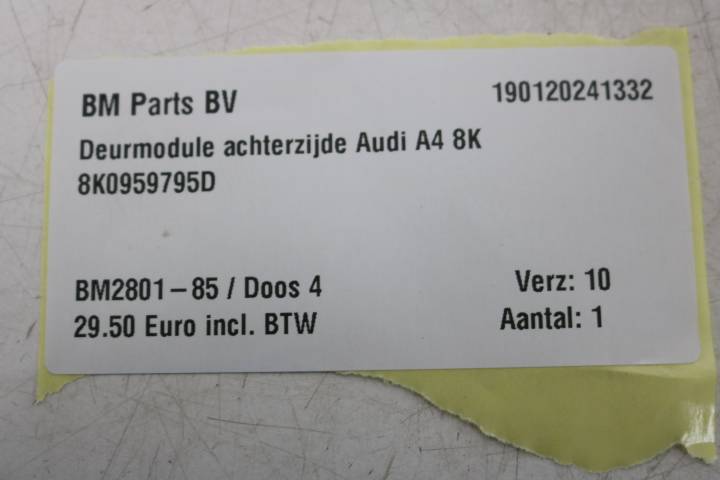 BM Parts BV
190120241332
Deurmodule achterzijde Audi A4 8K
8K0959795D
BM2801-85 / Doos 4
Verz: 10
29.50 Euro incl. BTW
Aantal: 1